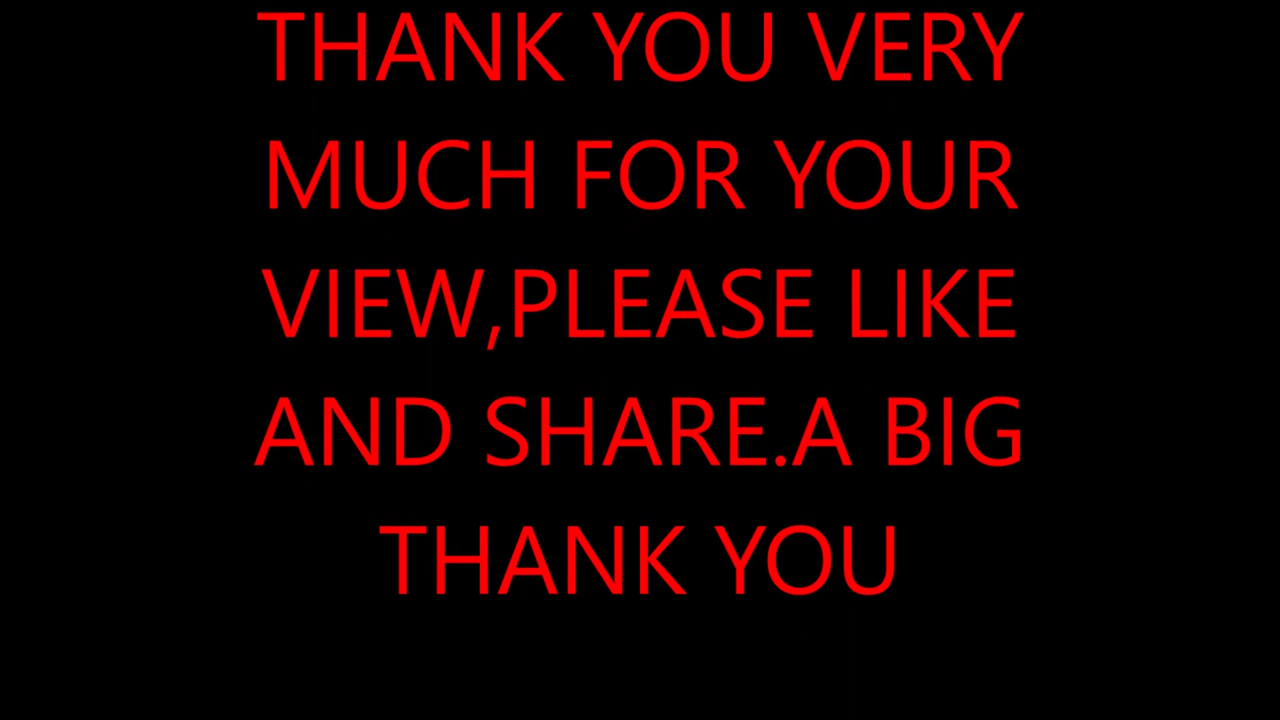 THANK YOU VERY
MUCH FOR YOUR
VIEW,PLEASE LIKE
AND SHARE.A BIG
THANK YOU